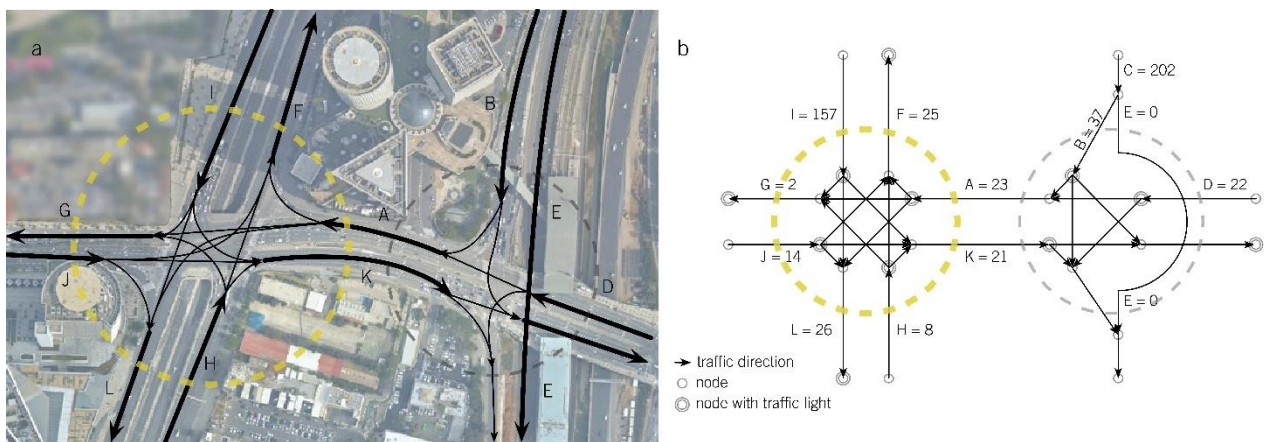 a
I
F
B
A
G
E
J
K
D
H
L
E
b
C = 202
I = 157
F = 25
E = 0
B = 37
G = 2
A = 23
D = 22
J = 14
K = 21
E = 0
L = 26
H = 8
traffic direction
node
node with traffic light